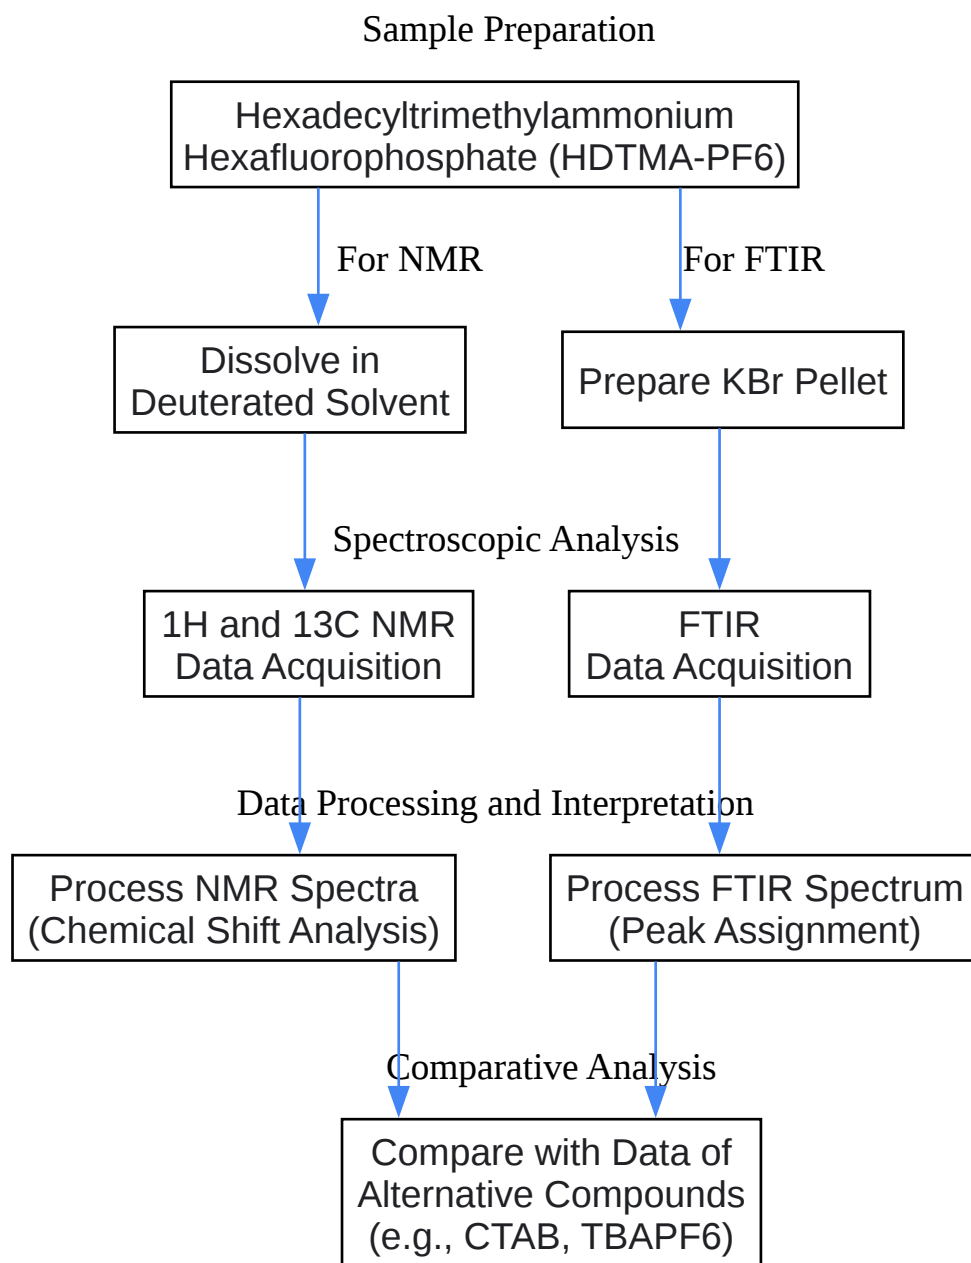 Sample Preparation
Hexadecyltrimethylammonium
Hexafluorophosphate (HDTMA-PF6)
For NMR
For FTIR
Dissolve in
Deuterated Solvent
Prepare KBr Pellet
Spectroscopic Analysis
1H and 13C NMR
Data Acquisition
FTIR
Data Acquisition
Data Processing and Interpretation
Process NMR Spectra
(Chemical Shift Analysis)
Process FTIR Spectrum
(Peak Assignment)
Comparative Analysis
Compare with Data of
Alternative Compounds
(e.g., CTAB, TBAPF6)